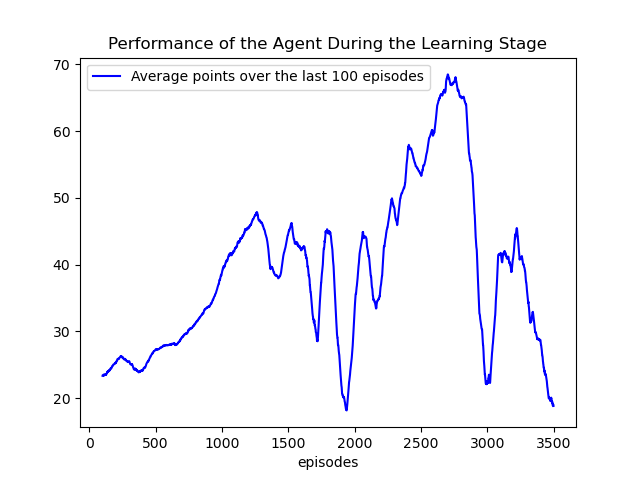 Performance of the Agent During the Learning Stage
Average points over the last 100 episodes
70
60
50
40
30
20
0 500 1000 1500 2000 2500 3000 3500
episodes